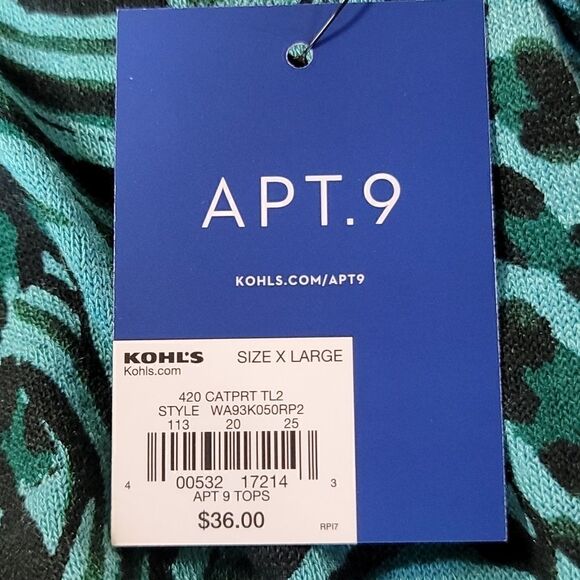 APT.9
KOHLS.COM/APT9
KOHL'S SIZE X LARGE
Kohls.com
420 CATPRT TL2
STYLE WA93K050RP2
113 20 25
4 00532 17214 3
APT 9 TOPS
$36.00
RPI7